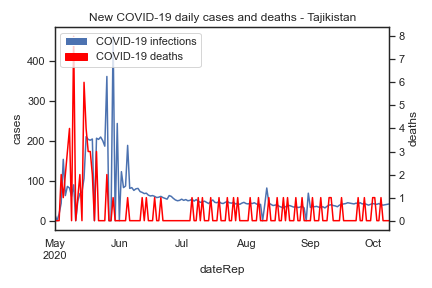 New COVID-19 daily cases and deaths - Tajikistan
COVID-19 infections
COVID-19 deaths
400
300
200
100
0
cases
8
7
6
5
4
3
2
1
0
deaths
May
2020
Jun
Jul
Aug
Sep
Oct
dateRep